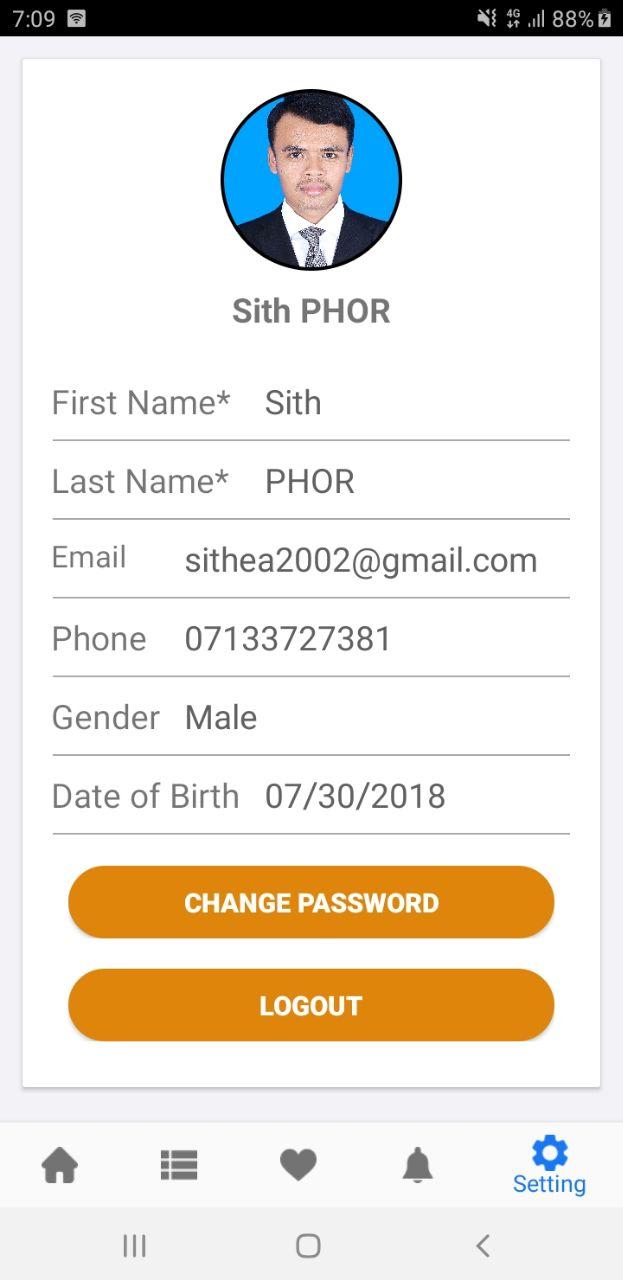 7:09 4G 88%
Sith PHOR
First Name* Sith
Last Name* PHOR
Email sithea2002@gmail.com
Phone 07133727381
Gender Male
Date of Birth 07/30/2018
CHANGE PASSWORD
LOGOUT
Setting